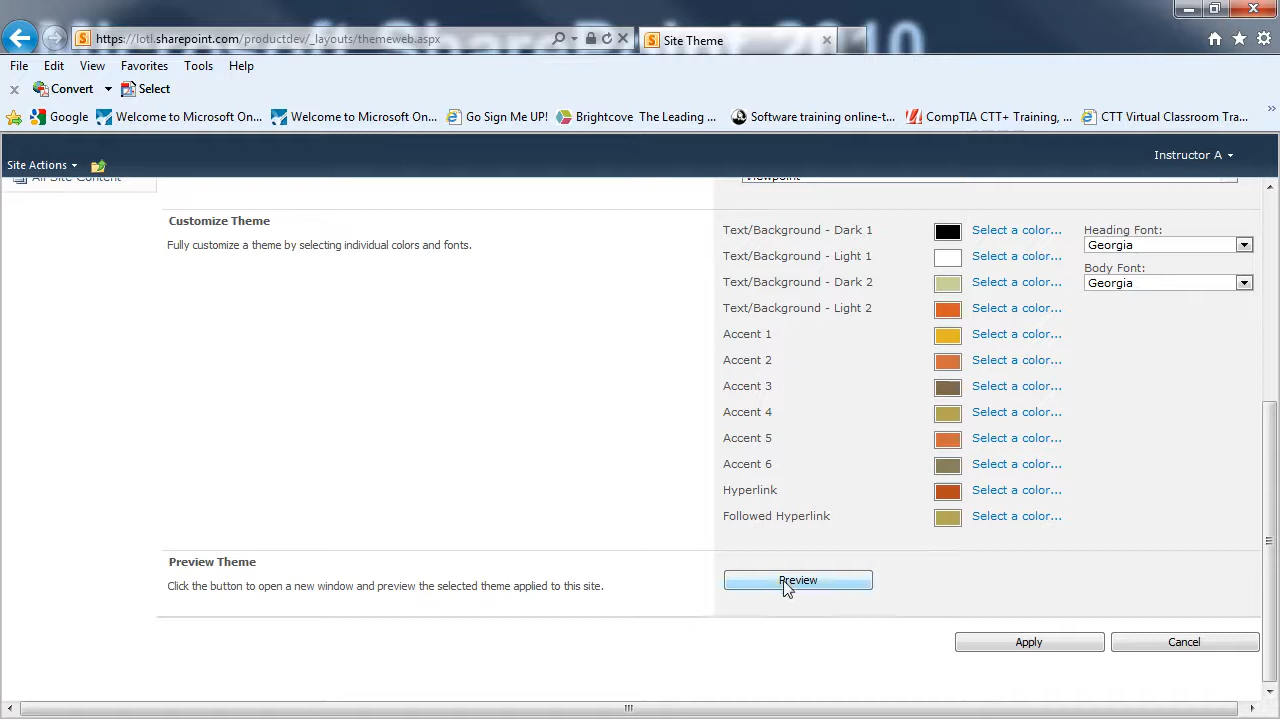 https://lotl.sharepoint.com/productdev/_layouts/themeweb.aspx
Site Theme
File Edit View Favorites Tools Help
Convert Select
Google Welcome to Microsoft On... Welcome to Microsoft On... Go Sign Me UP! Brightcove The Leading ... Software training online-t... CompTIA CTT+ Training, ... CTT Virtual Classroom Tra...
Site Actions
Instructor A
All Site Content
Viewpoint
Customize Theme
Fully customize a theme by selecting individual colors and fonts.
Text/Background - Dark 1 Select a color... Heading Font:
Georgia
Text/Background - Light 1 Select a color...
Body Font:
Text/Background - Dark 2 Select a color... Georgia
Text/Background - Light 2 Select a color...
Accent 1 Select a color...
Accent 2 Select a color...
Accent 3 Select a color...
Accent 4 Select a color...
Accent 5 Select a color...
Accent 6 Select a color...
Hyperlink Select a color...
Followed Hyperlink Select a color...
Preview Theme
Click the button to open a new window and preview the selected theme applied to this site.
Preview
Apply Cancel